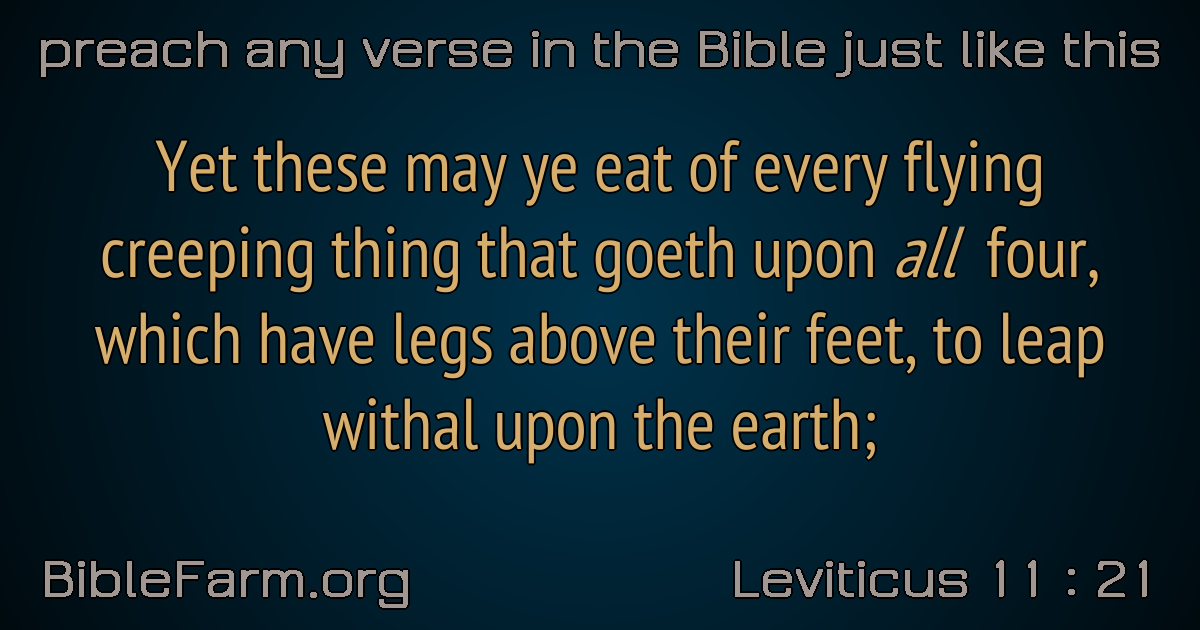 preach any verse in the Bible just like this
Yet these may ye eat of every flying
creeping thing that goeth upon all four,
which have legs above their feet, to leap
withal upon the earth;
BibleFarm.org
Leviticus 11 : 21